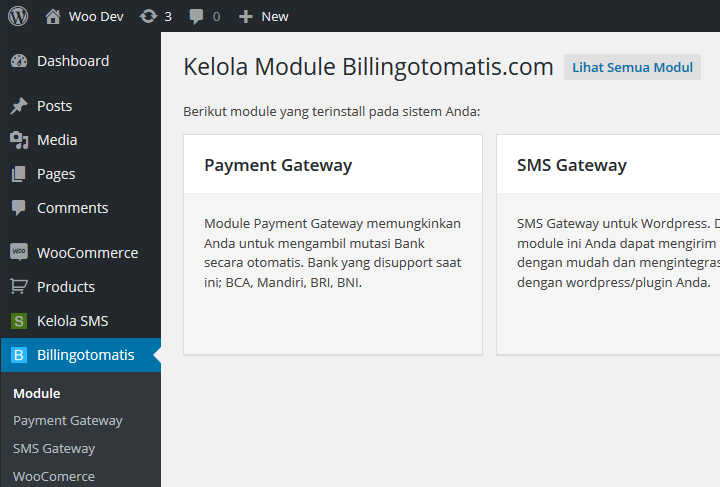 Woo Dev 3 0 New
Dashboard
Posts
Media
Pages
Comments
WOO WooCommerce
Products
S Kelola SMS
B Billingotomatis
Module
Payment Gateway
SMS Gateway
WooComerce
Kelola Module Billingotomatis.com Lihat Semua Modul
Berikut module yang terinstall pada sistem Anda:
Payment Gateway
Module Payment Gateway memungkinkan
Anda untuk mengambil mutasi Bank
secara otomatis. Bank yang disupport saat
ini; BCA, Mandiri, BRI, BNI.
SMS Gateway
SMS Gateway untuk Wordpress. D
module ini Anda dapat mengirim
dengan mudah dan mengintegras
dengan wordpress/plugin Anda.